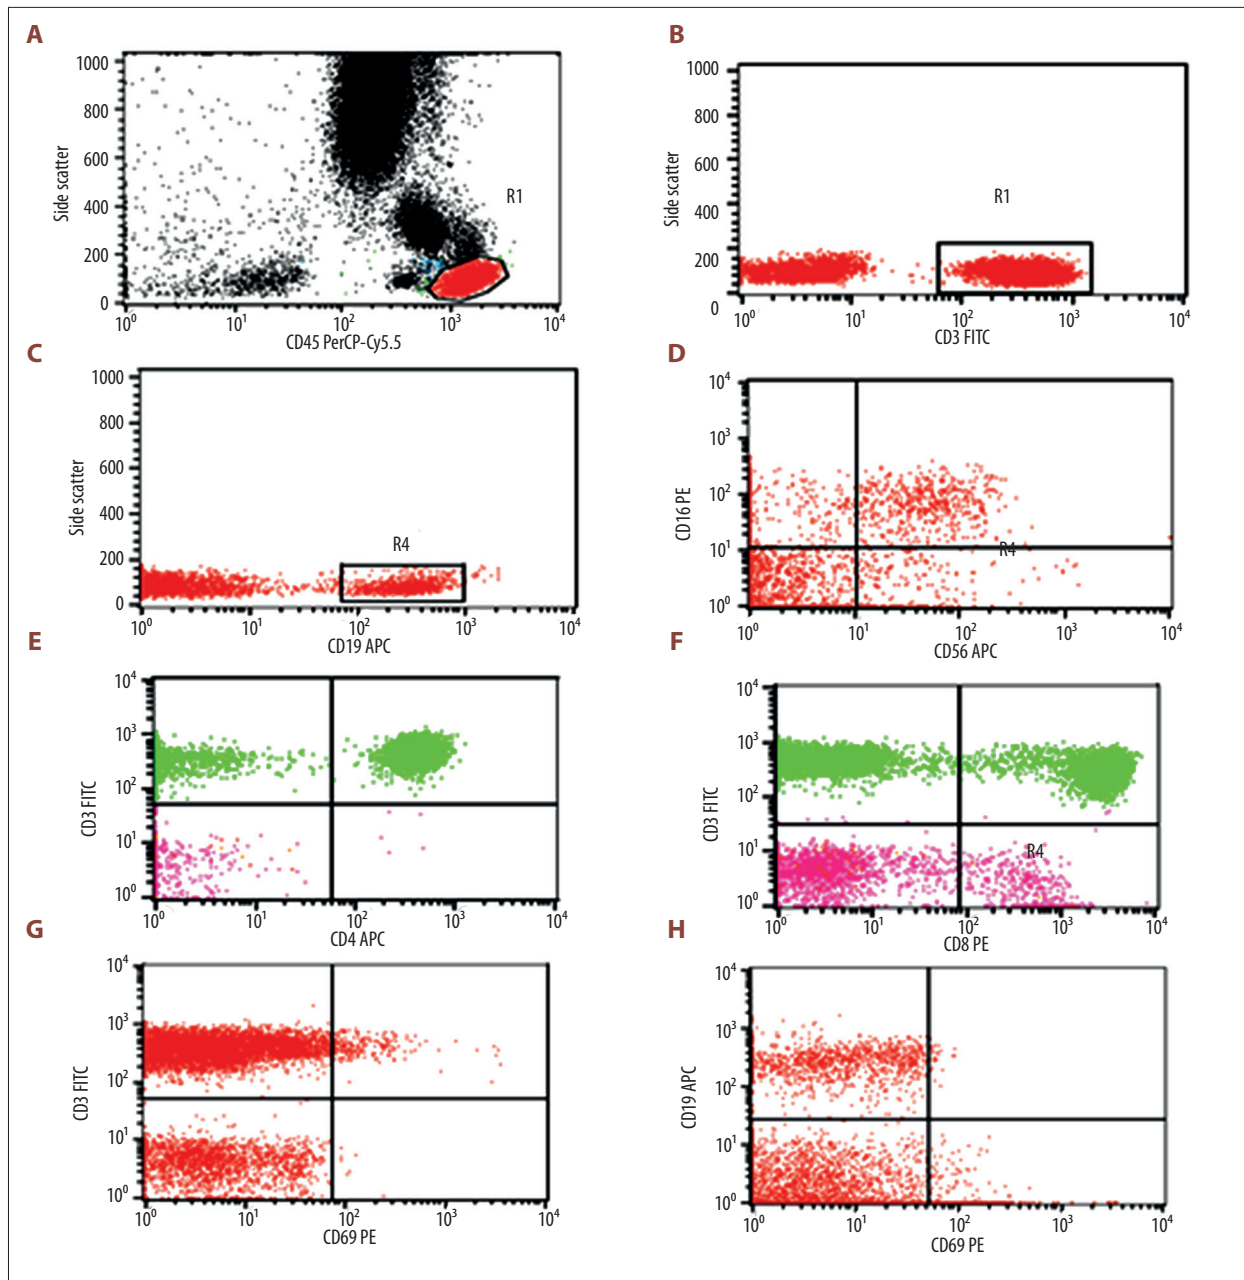 A
1000
800
600
400
200
0
Side scatter
R1
10⁰
10¹
10²
10³
10⁴
CD45 PerCP-Cy5.5
B
1000
800
600
400
200
0
Side scatter
R1
10⁰
10¹
10²
10³
10⁴
CD3 FITC
C
1000
800
600
400
200
0
Side scatter
R4
10⁰
10¹
10²
10³
10⁴
CD19 APC
D
10⁴
10³
10²
10¹
10⁰
CD16 PE
R4
10⁰
10¹
10²
10³
10⁴
CD56 APC
E
10⁴
10³
10²
10¹
10⁰
CD3 FITC
10⁰
10¹
10²
10³
10⁴
CD4 APC
F
10⁴
10³
10²
10¹
10⁰
CD3 FITC
R4
10⁰
10¹
10²
10³
10⁴
CD8 PE
G
10⁴
10³
10²
10¹
10⁰
CD3 FITC
10⁰
10¹
10²
10³
10⁴
CD69 PE
H
10⁴
10³
10²
10¹
10⁰
CD19 APC
10⁰
10¹
10²
10³
10⁴
CD69 PE